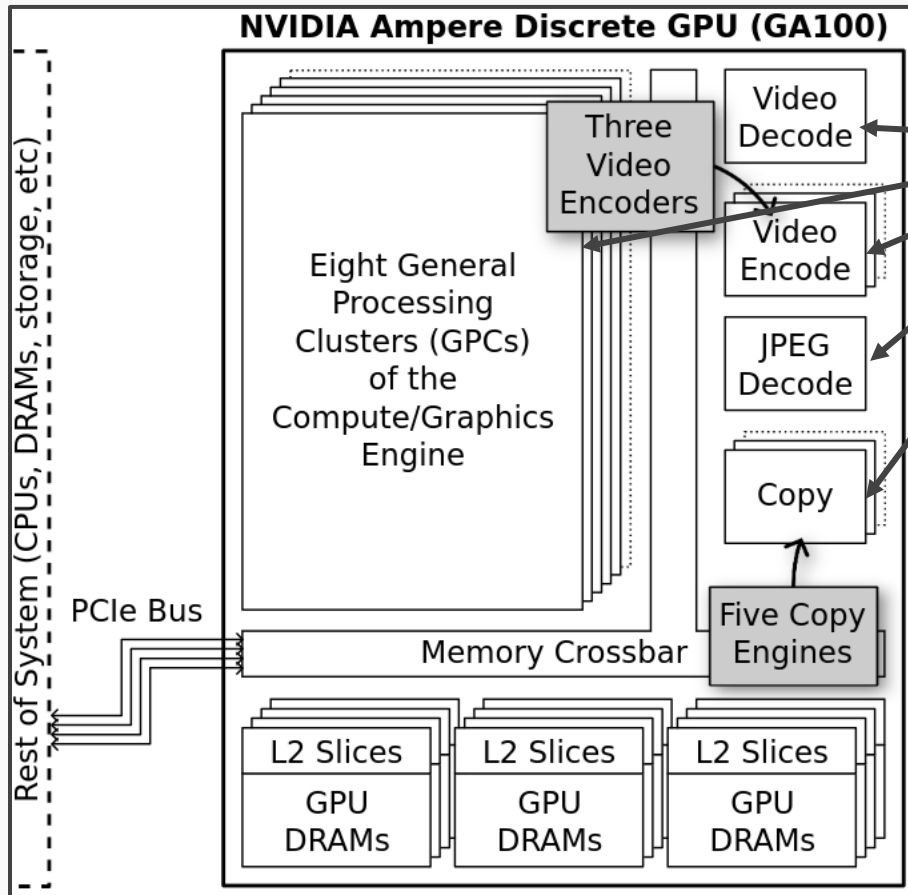 NVIDIA Ampere Discrete GPU (GA100)
Rest of System (CPUs, DRAMs, storage, etc)
Eight General
Processing
Clusters (GPCs)
of the
Compute/Graphics
Engine
Three
Video
Encoders
Video
Decode
Video
Encode
JPEG
Decode
Copy
Five Copy
Engines
PCIe Bus
Memory Crossbar
L2 Slices
GPU
DRAMs
L2 Slices
GPU
DRAMs
L2 Slices
GPU
DRAMs